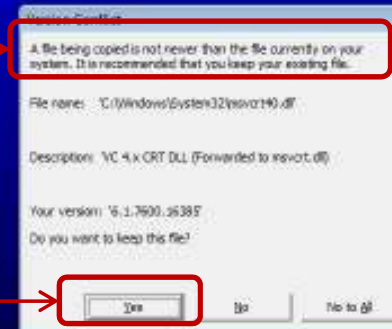 Version Conflict
A file being copied is not newer than the file currently on your
system. It is recommended that you keep your existing file.
File name: 'C:\Windows\System32\msvcrt40.dll'
Description: 'VC 4.x CRT DLL (Forwarded to msvcrt.dll)
Your version: '6.1.7600.16385'
Do you want to keep this file?
Yes
No
No to All